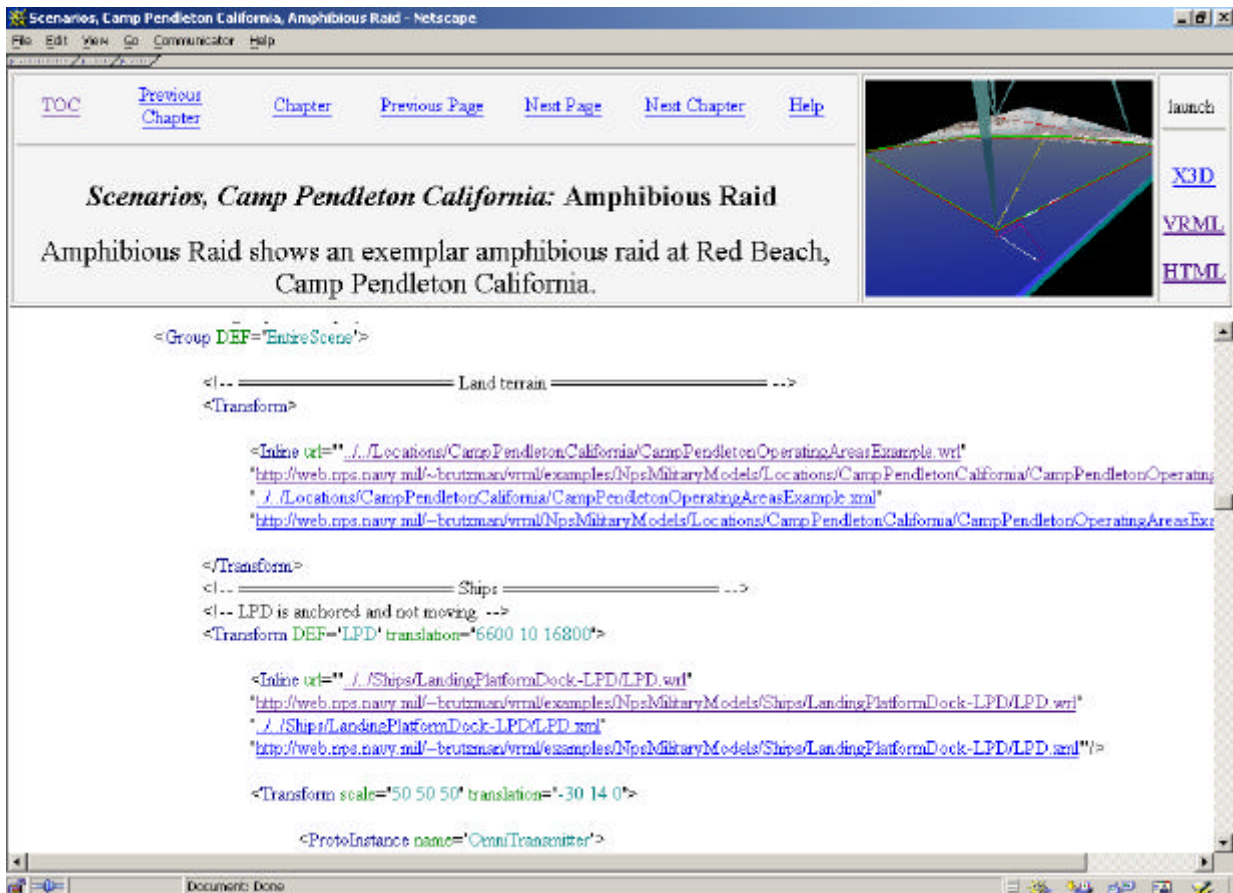 Scenarios, Camp Pendleton California, Amphibious Raid - Netscape
File Edit View Go Communicator Help
TOC Previous Chapter Chapter Previous Page Next Page Next Chapter Help
launch
X3D
VRML
HTML
Scenarios, Camp Pendleton California: Amphibious Raid
Amphibious Raid shows an exemplar amphibious raid at Red Beach,
Camp Pendleton California.
<Group DEF='EntireScene'>
<!-- ==================== Land terrain ==================== -->
<Transform>
<Inline url='"../../Locations/CampPendletonCalifornia/CampPendletonOperatingAreasExample.wrl"
"http://web.nps.navy.mil/~brutzman/vrml/examples/NpsMilitaryModels/Locations/CampPendletonCalifornia/CampPendletonOperating
"../../Locations/CampPendletonCalifornia/CampPendletonOperatingAreasExample.xml"
"http://web.nps.navy.mil/~brutzman/vrml/NpsMilitaryModels/Locations/CampPendletonCalifornia/CampPendletonOperatingAreasExa
</Transform>
<!-- ==================== Ships ==================== -->
<!-- LPD is anchored and not moving. -->
<Transform DEF='LPD' translation='6600 10 16800'>
<Inline url='"../../Ships/LandingPlatformDock-LPD/LPD.wrl"
"http://web.nps.navy.mil/~brutzman/vrml/examples/NpsMilitaryModels/Ships/LandingPlatformDock-LPD/LPD.wrl"
"../../Ships/LandingPlatformDock-LPD/LPD.xml"
"http://web.nps.navy.mil/~brutzman/vrml/examples/NpsMilitaryModels/Ships/LandingPlatformDock-LPD/LPD.xml"'/>
<Transform scale='50 50 50' translation='-30 14 0'>
<ProtoInstance name='OmniTransmitter'>
Document: Done